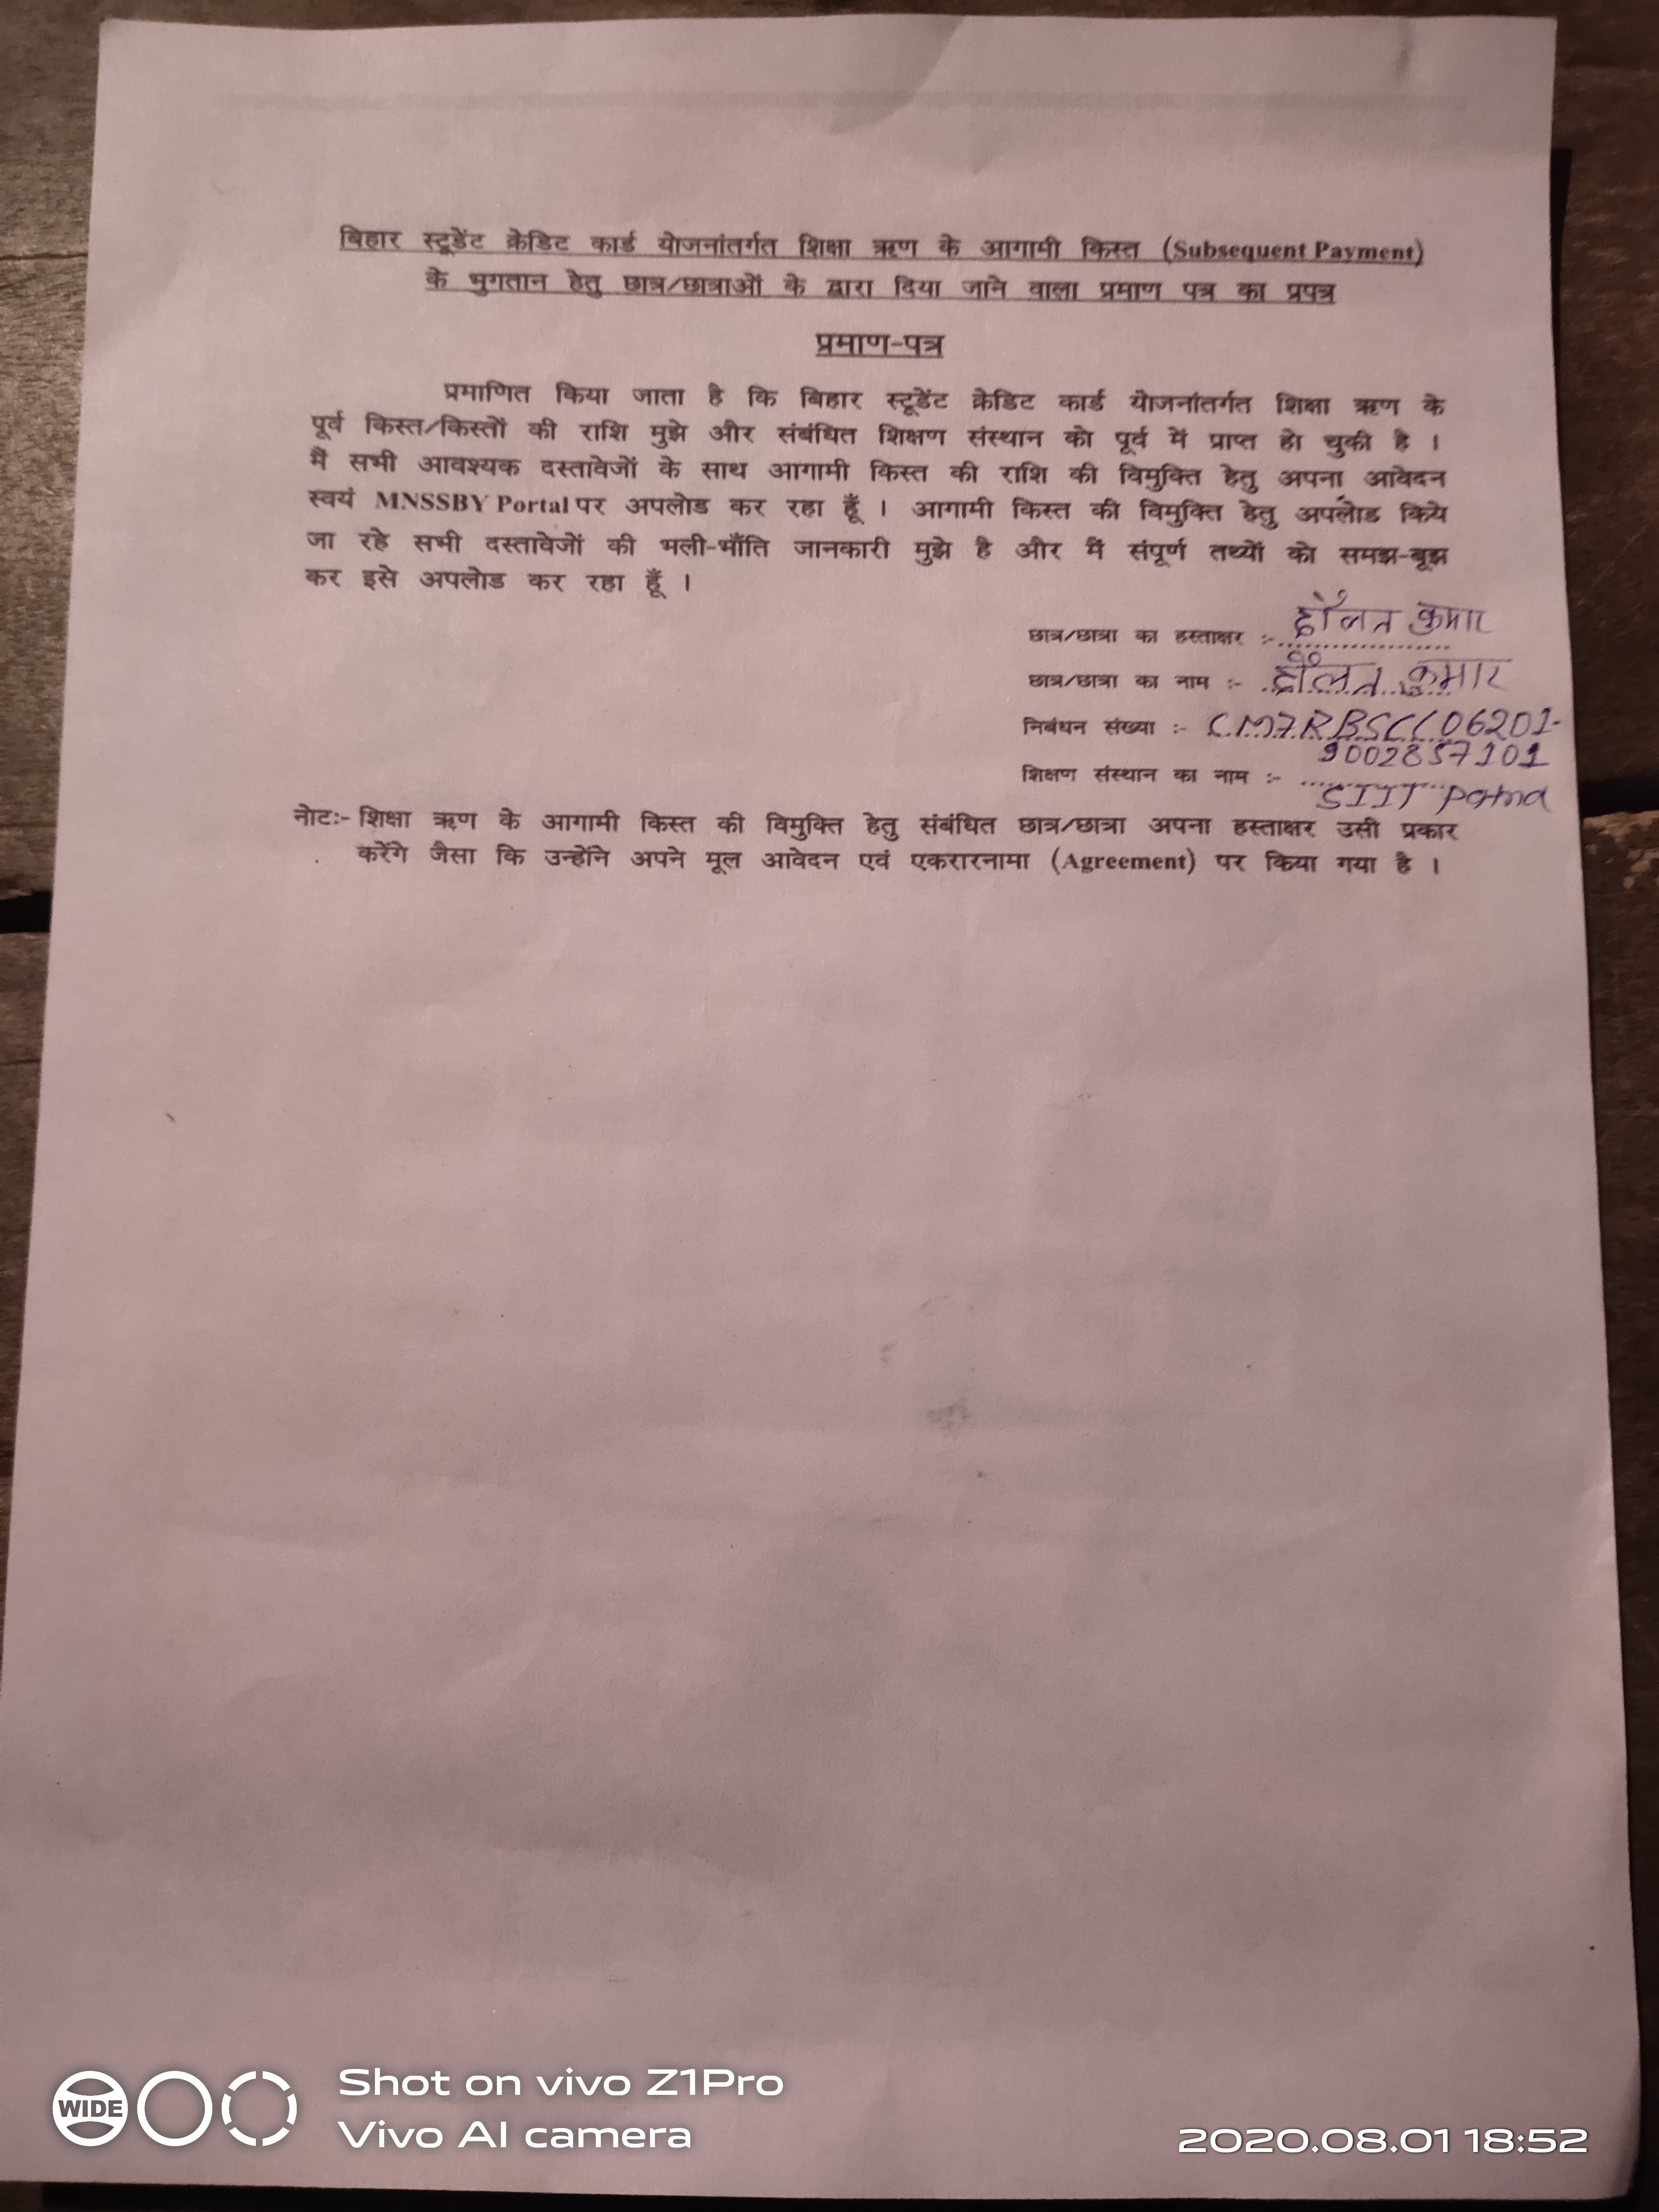 बिहार स्टूडेंट क्रेडिट कार्ड योजनांतर्गत शिक्षा ऋण के आगामी किस्त (Subsequent Payment)
के भुगतान हेतु छात्र/छात्राओं के द्वारा दिया जाने वाला प्रमाण पत्र का प्रपत्र
प्रमाण-पत्र
प्रमाणित किया जाता है कि बिहार स्टूडेंट क्रेडिट कार्ड योजनांतर्गत शिक्षा ऋण के
पूर्व किस्त/किस्तों की राशि मुझे और संबंधित शिक्षण संस्थान को पूर्व में प्राप्त हो चुकी है ।
मैं सभी आवश्यक दस्तावेजों के साथ आगामी किस्त की राशि की विमुक्ति हेतु अपना आवेदन
स्वयं MNSSBY Portal पर अपलोड कर रहा हूँ । आगामी किस्त की विमुक्ति हेतु अपलोड किये
जा रहे सभी दस्तावेजों की भली-भाँति जानकारी मुझे है और मैं संपूर्ण तथ्यों को समझ-बूझ
कर इसे अपलोड कर रहा हूँ ।
छात्र/छात्रा का हस्ताक्षर :- दौलत कुमार
छात्र/छात्रा का नाम :- दौलत कुमार
निबंधन संख्या :-
शिक्षण संस्थान का नाम :-
SIIT Patna
नोट:- शिक्षा ऋण के आगामी किस्त की विमुक्ति हेतु संबंधित छात्र/छात्रा अपना हस्ताक्षर उसी प्रकार
करेंगे जैसा कि उन्होंने अपने मूल आवेदन एवं एकरारनामा (Agreement) पर किया गया है ।
WIDE
Shot on vivo Z1Pro
Vivo AI camera
2020.08.01 18:52